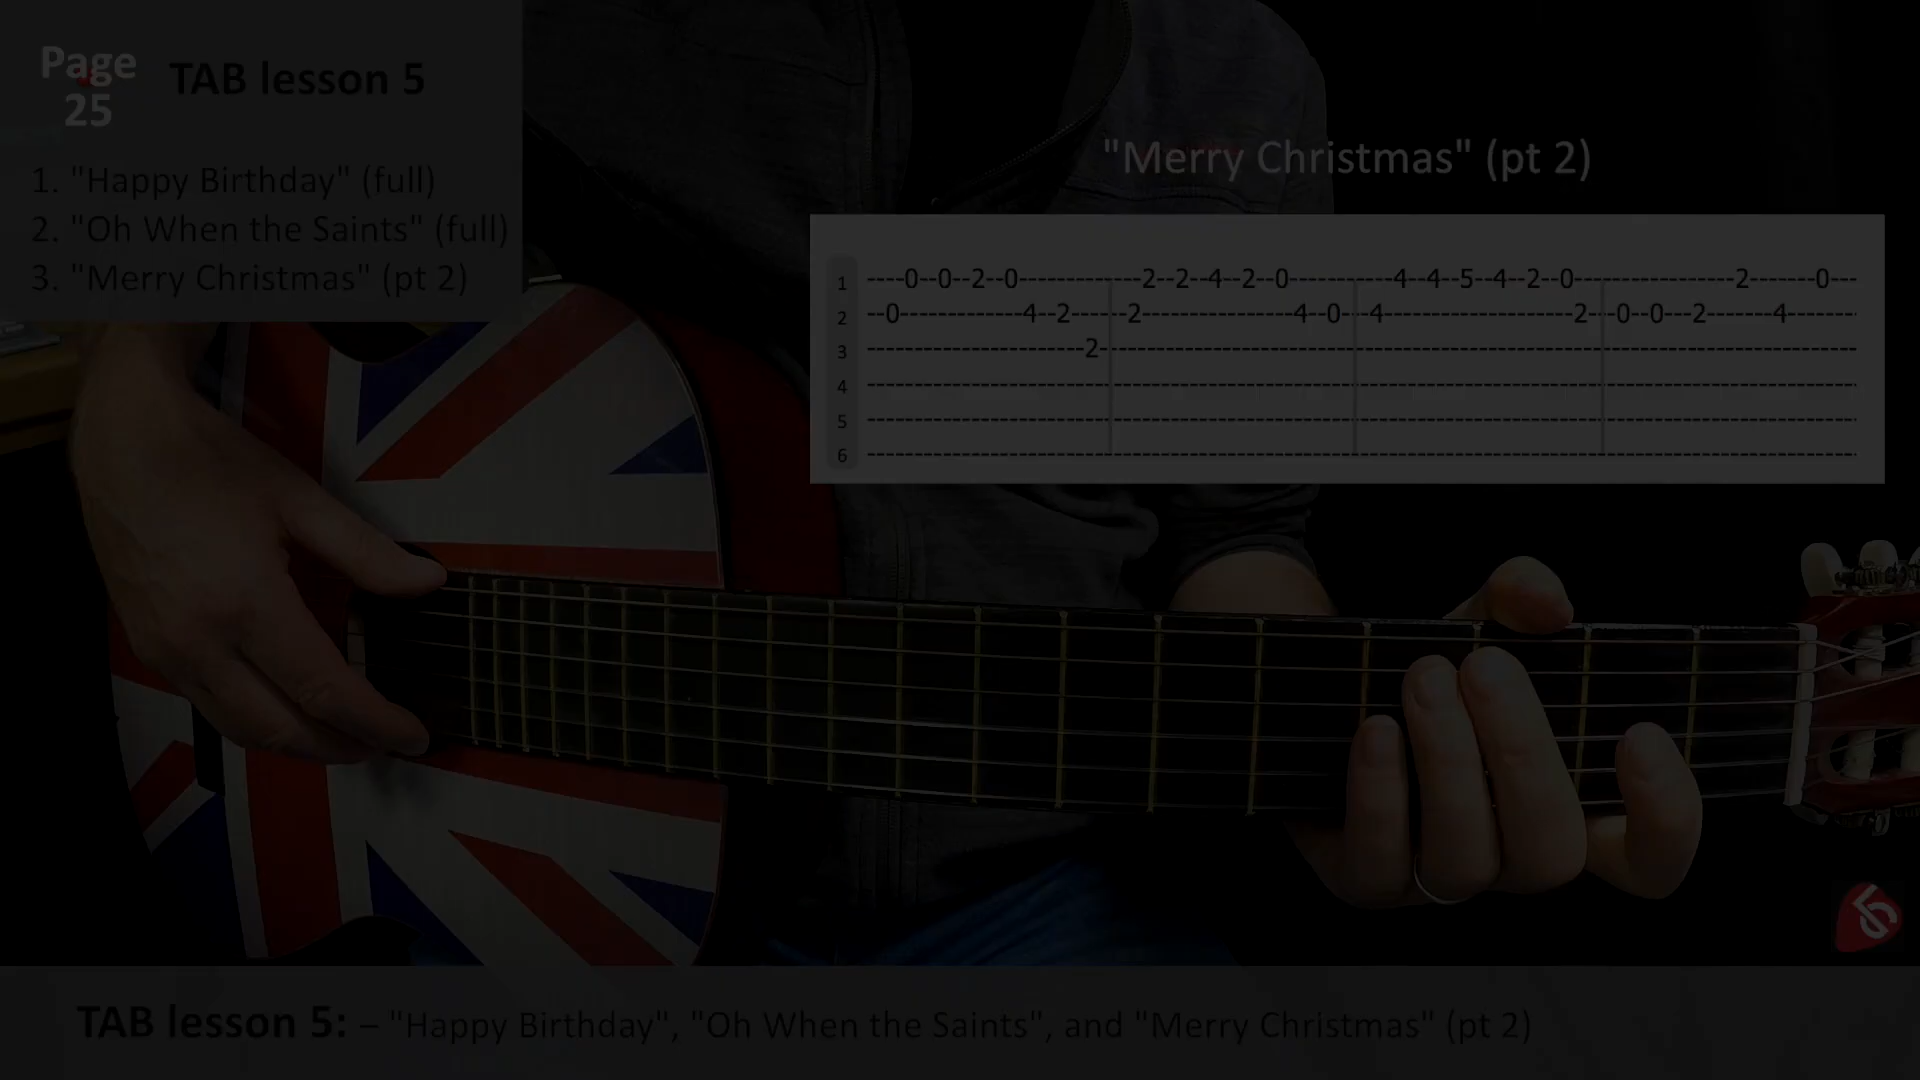 Page
25
TAB lesson 5
1. "Happy Birthday" (full)
2. "Oh When the Saints" (full)
3. "Merry Christmas" (pt 2)
"Merry Christmas" (pt 2)
1 ----0--0--2--0-----------------2--2--4--2--0----------------4--4--5--4--2--0------------------------2-------0---
2 --0-----------------4--2-------2----------------------4--0---4----------------------------2---0--0---2-------4---------
3 -----------------------------2-----------------------------------------------------------------------------------------
4 -----------------------------------------------------------------------------------------------------------------------
5 -----------------------------------------------------------------------------------------------------------------------
6 -----------------------------------------------------------------------------------------------------------------------
TAB lesson 5: – "Happy Birthday", "Oh When the Saints", and "Merry Christmas" (pt 2)